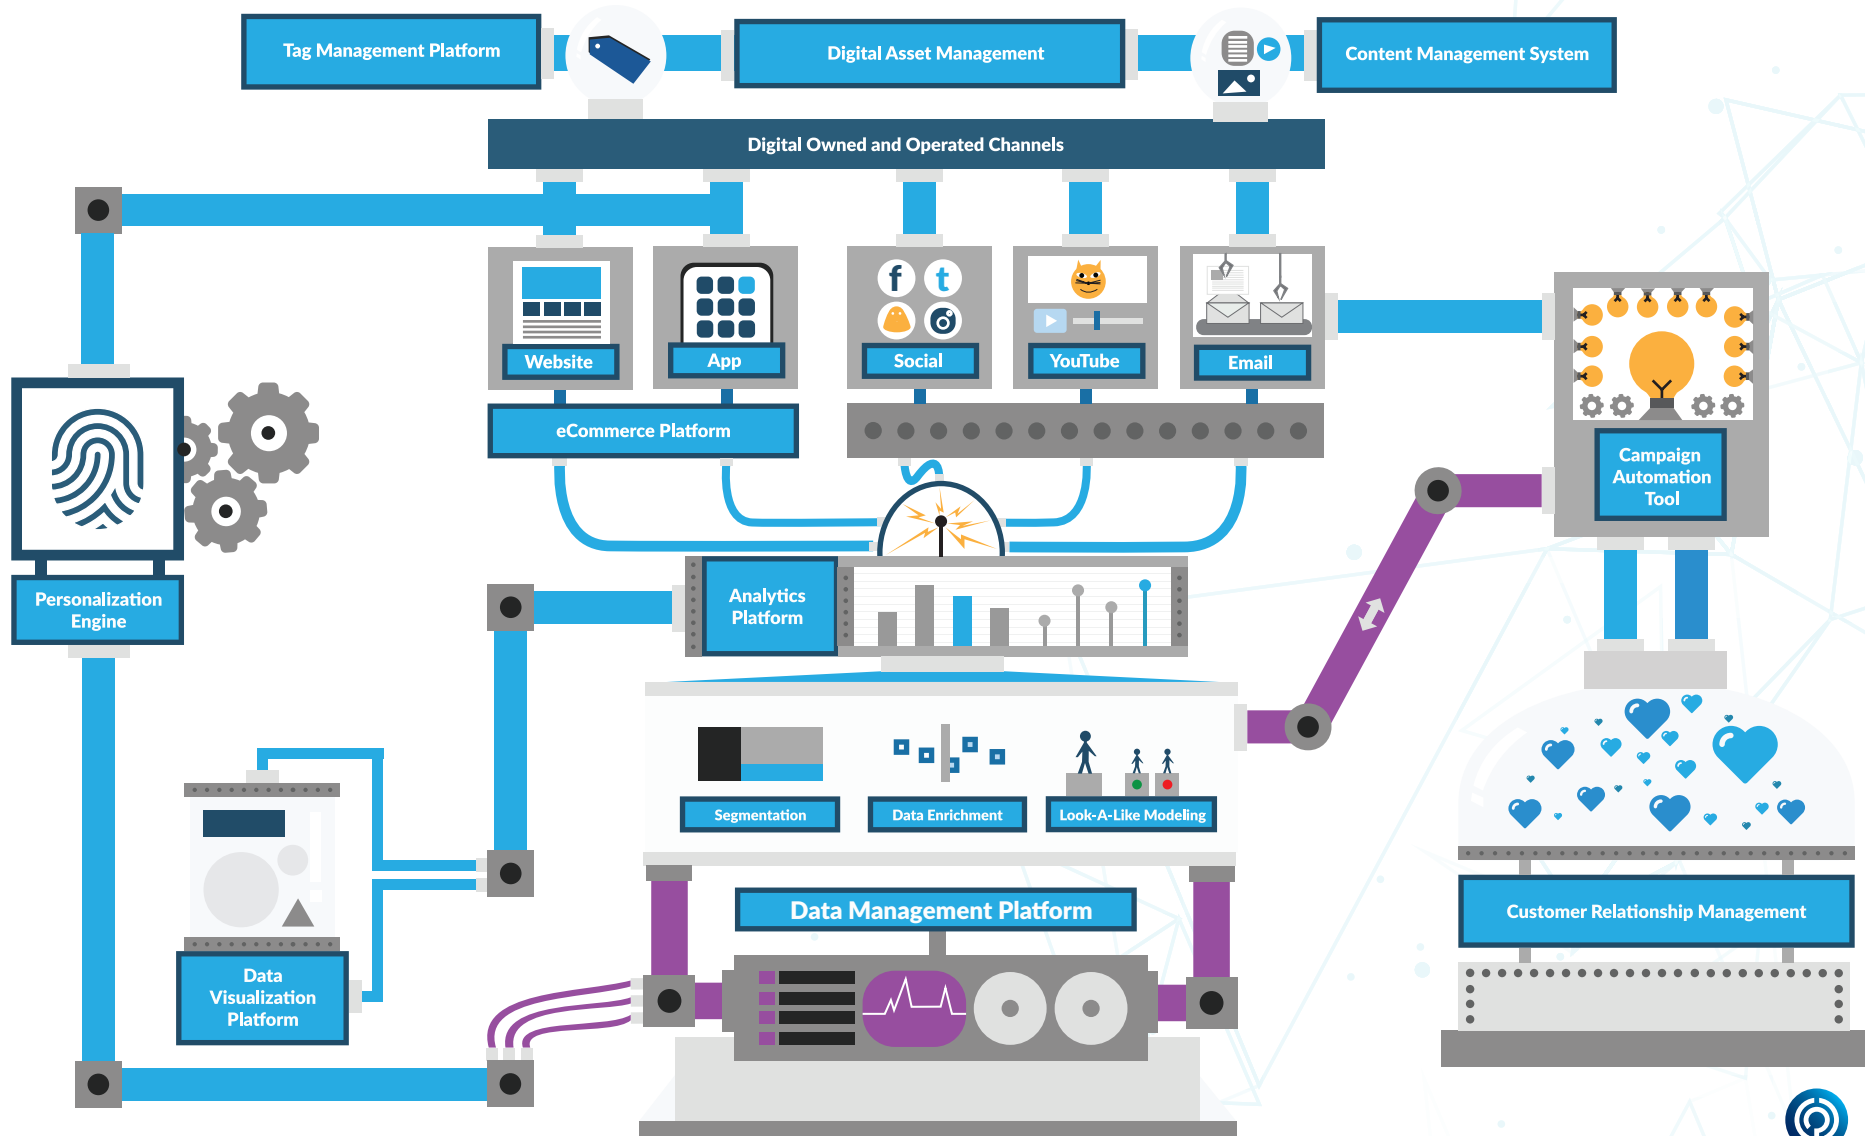 Tag Management Platform
Digital Asset Management
Content Management System
Digital Owned and Operated Channels
f
t
Website
App
Social
YouTube
Email
eCommerce Platform
Campaign
Automation
Tool
Personalization
Engine
Analytics
Platform
Segmentation
Data Enrichment
Look-A-Like Modeling
Data Management Platform
Customer Relationship Management
Data
Visualization
Platform